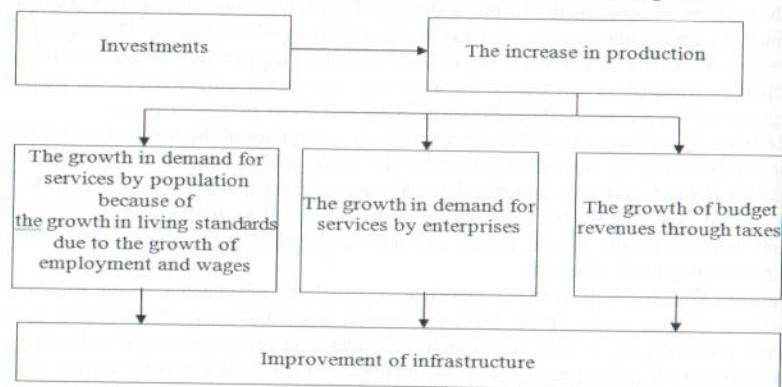 Investments
The increase in production
The growth in demand for
services by population
because of
the growth in living standards
due to the growth of
employment and wages
The growth in demand for
services by enterprises
The growth of budget
revenues through taxes
Improvement of infrastructure